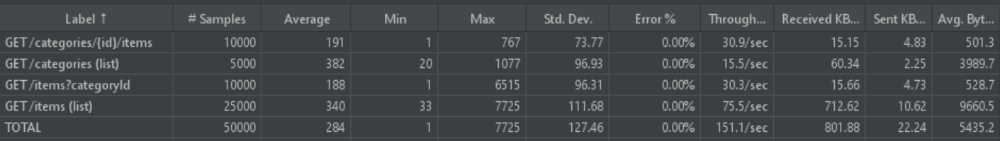 Label ↑ # Samples Average Min Max Std. Dev. Error % Through... Received KB... Sent KB... Avg. Byt...
GET /categories/{id}/items 10000 191 1 767 73.77 0.00% 30.9/sec 15.15 4.83 501.3
GET /categories (list) 5000 382 20 1077 96.93 0.00% 15.5/sec 60.34 2.25 3989.7
GET /items?categoryId 10000 188 1 6515 96.31 0.00% 30.3/sec 15.66 4.73 528.7
GET /items (list) 25000 340 33 7725 111.68 0.00% 75.5/sec 712.62 10.62 9660.5
TOTAL 50000 284 1 7725 127.46 0.00% 151.1/sec 801.88 22.24 5435.2